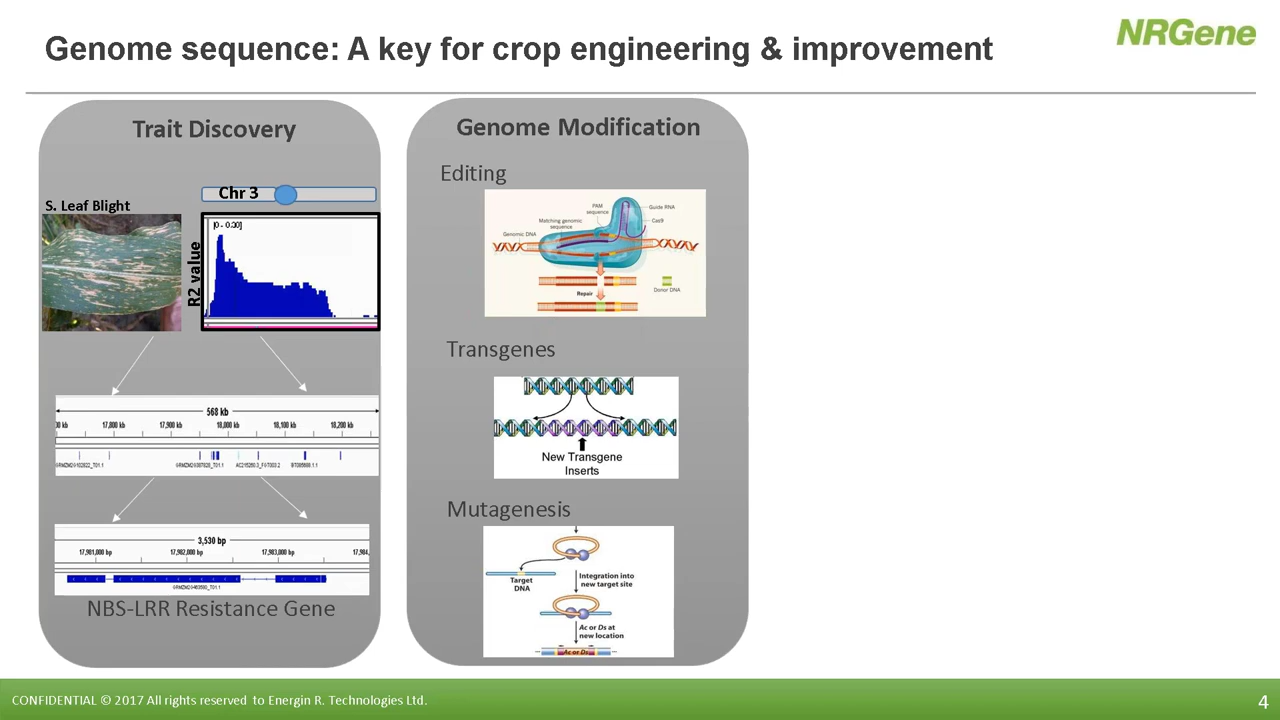 Genome sequence: A key for crop engineering & improvement
NRGene
Trait Discovery
S. Leaf Blight
Chr 3
R2 value
[0 - 0.30]
568 kb
17,800 kb
17,900 kb
18,000 kb
18,100 kb
18,200 kb
3,530 bp
17,981,000 bp
17,982,000 bp
17,983,000 bp
17,984,
NBS-LRR Resistance Gene
Genome Modification
Editing
PAM
sequence
Guide RNA
Matching genomic
sequence
Cas9
Genomic DNA
Repair
Donor DNA
Transgenes
New Transgene
Inserts
Mutagenesis
Target
DNA
Integration into
new target site
Ac or Ds at
new location
Ac or Ds
CONFIDENTIAL © 2017 All rights reserved to Energin R. Technologies Ltd.
4